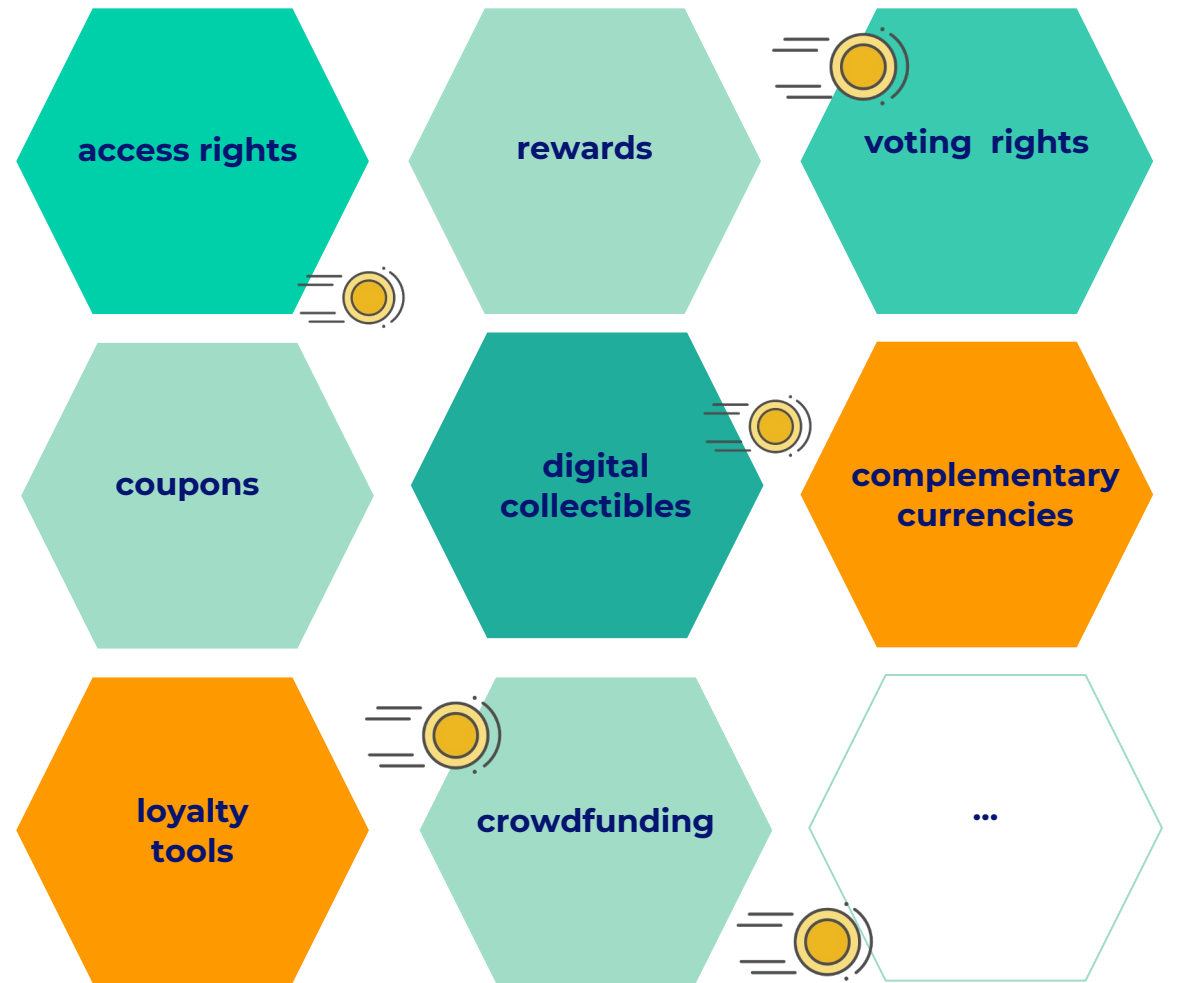 access rights
rewards
voting rights
coupons
digital
collectibles
complementary
currencies
loyalty
tools
crowdfunding
...